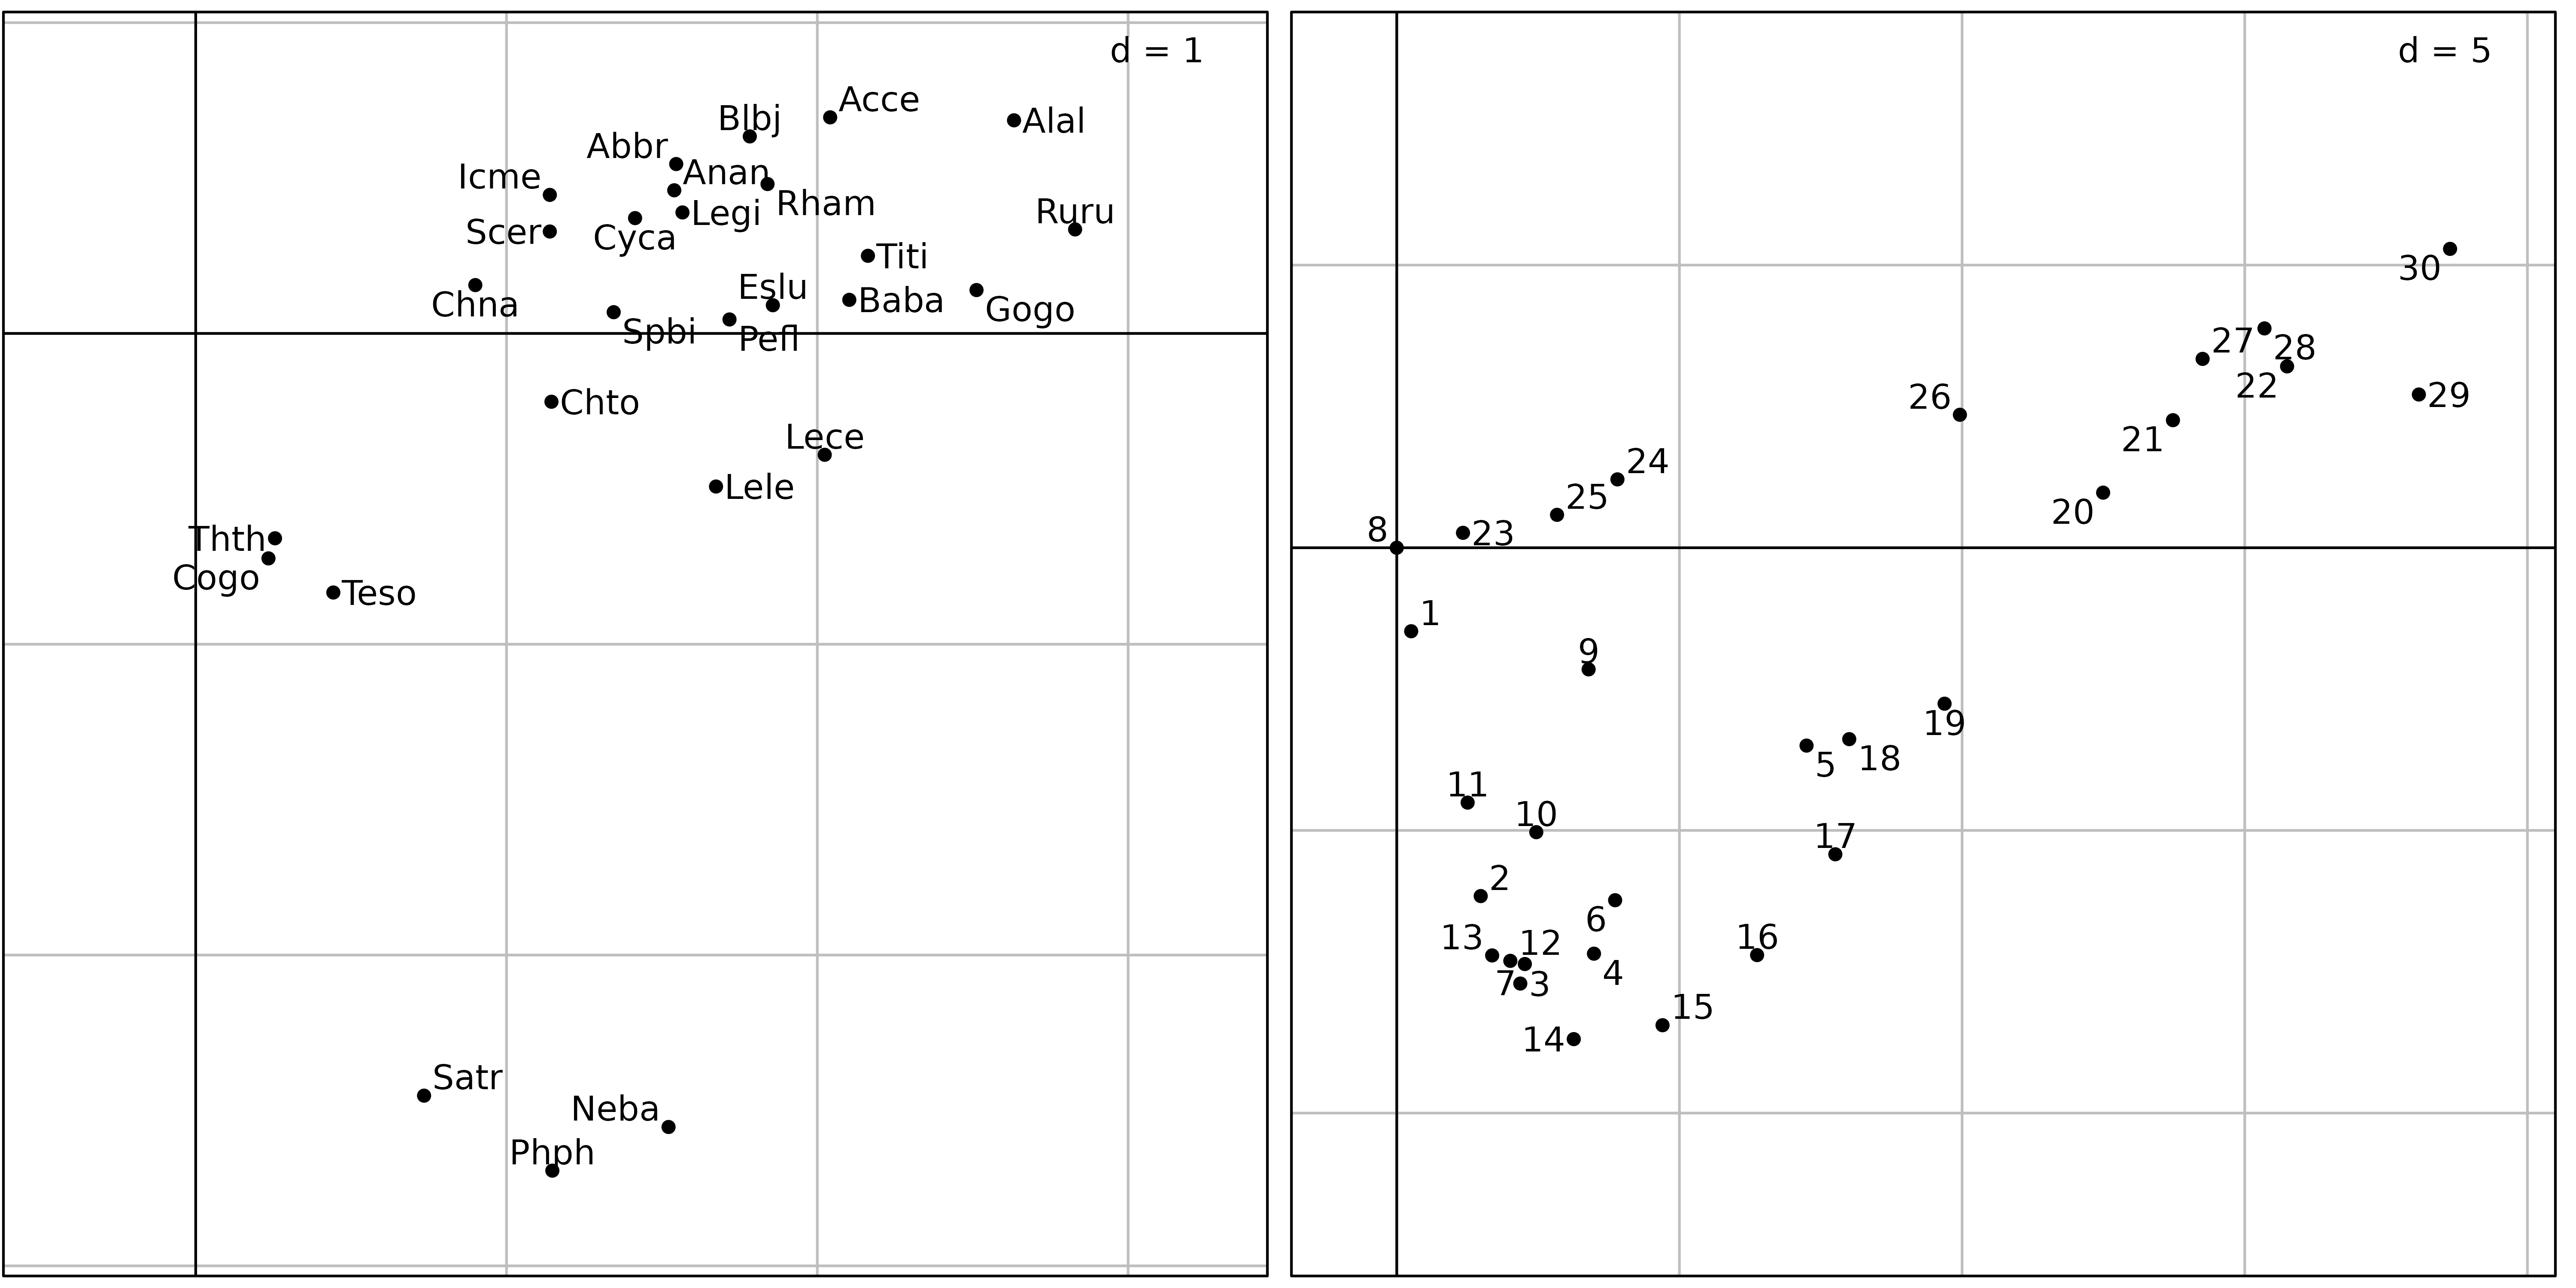 d = 1
Acce
Blbj
Alal
Abbr
Anan
Icme
Rham
Ruru
Legi
Scer
Cyca
Titi
Eslu
Baba
Chna
Gogo
Spbi
Pefl
Chto
Lece
Lele
Thth
Cogo
Teso
Satr
Neba
Phph
d = 5
30
27
28
22
29
26
21
24
25
20
8
23
1
9
19
5
18
11
10
17
2
6
13
12
16
4
7
3
15
14